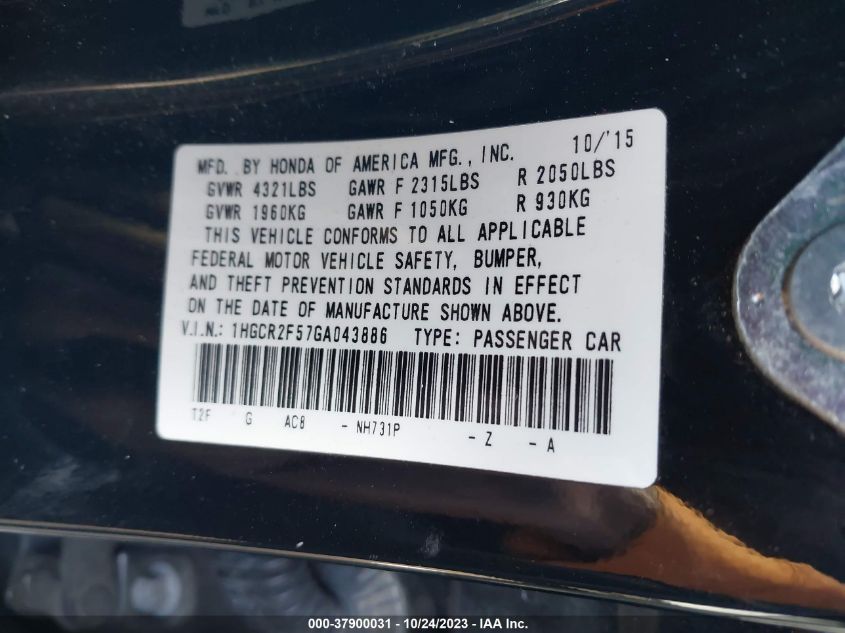 MFD. BY HONDA OF AMERICA MFG., INC. 10/'15
GVWR 4321LBS GAWR F 2315LBS R 2050LBS
GVWR 1960KG GAWR F 1050KG R 930KG
THIS VEHICLE CONFORMS TO ALL APPLICABLE
FEDERAL MOTOR VEHICLE SAFETY, BUMPER,
AND THEFT PREVENTION STANDARDS IN EFFECT
ON THE DATE OF MANUFACTURE SHOWN ABOVE.
V.I.N.: 1HGCR2F57GA043886 TYPE: PASSENGER CAR
T2F G AC8 - NH731P - Z - A
000-37900031 - 10/24/2023 - IAA Inc.